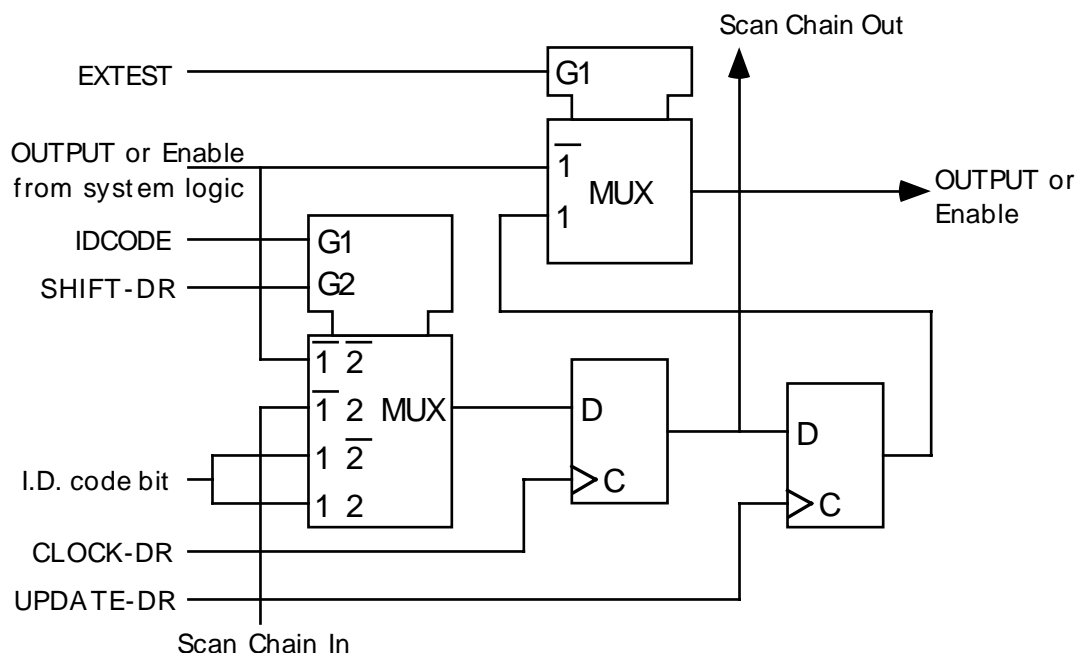 Scan Chain Out
EXTEST
G1
OUTPUT or Enable
from system logic
1
MUX
1
OUTPUT or
Enable
IDCODE
G1
SHIFT-DR
G2
1 2
1 2 MUX
1 2
1 2
D
C
D
C
I.D. code bit
CLOCK-DR
UPDATE-DR
Scan Chain In